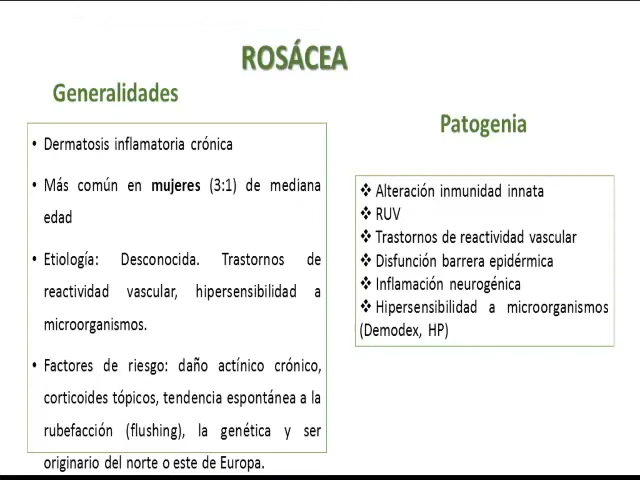 ROSÁCEA
Generalidades
• Dermatosis inflamatoria crónica
• Más común en mujeres (3:1) de mediana
edad
• Etiología: Desconocida. Trastornos de
reactividad vascular, hipersensibilidad a
microorganismos.
• Factores de riesgo: daño actínico crónico,
corticoides tópicos, tendencia espontánea a la
rubefacción (flushing), la genética y ser
originario del norte o este de Europa.
Patogenia
❖ Alteración inmunidad innata
❖ RUV
❖ Trastornos de reactividad vascular
❖ Disfunción barrera epidérmica
❖ Inflamación neurogénica
❖ Hipersensibilidad a microorganismos
(Demodex, HP)